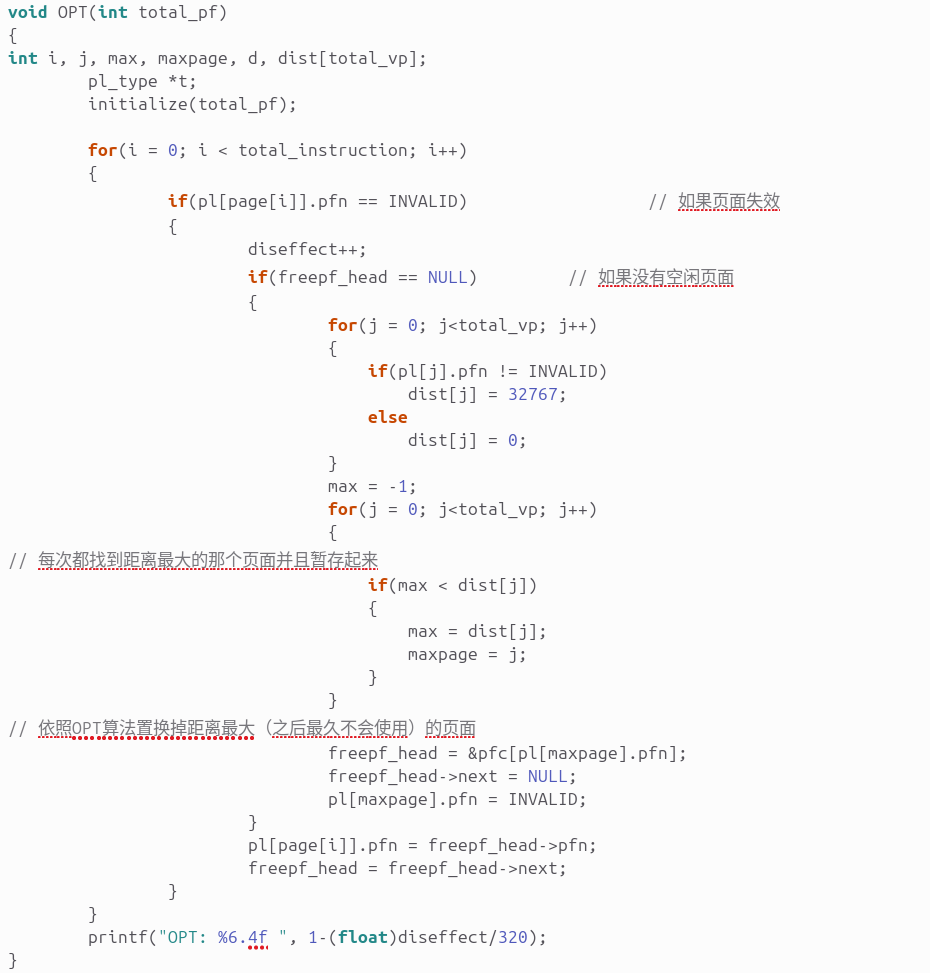 void OPT(int total_pf)
{
int i, j, max, maxpage, d, dist[total_vp];
        pl_type *t;
        initialize(total_pf);

        for(i = 0; i < total_instruction; i++)
        {
                if(pl[page[i]].pfn == INVALID)                  // 如果页面失效
                {
                        diseffect++;
                        if(freepf_head == NULL)         // 如果没有空闲页面
                        {
                                for(j = 0; j<total_vp; j++)
                                {
                                    if(pl[j].pfn != INVALID)
                                        dist[j] = 32767;
                                    else
                                        dist[j] = 0;
                                }
                                max = -1;
                                for(j = 0; j<total_vp; j++)
                                {
// 每次都找到距离最大的那个页面并且暂存起来
                                    if(max < dist[j])
                                    {
                                        max = dist[j];
                                        maxpage = j;
                                    }
                                }
// 依照OPT算法置换掉距离最大（之后最久不会使用）的页面
                                freepf_head = &pfc[pl[maxpage].pfn];
                                freepf_head->next = NULL;
                                pl[maxpage].pfn = INVALID;
                        }
                        pl[page[i]].pfn = freepf_head->pfn;
                        freepf_head = freepf_head->next;
                }
        }
        printf("OPT: %6.4f ", 1-(float)diseffect/320);
}